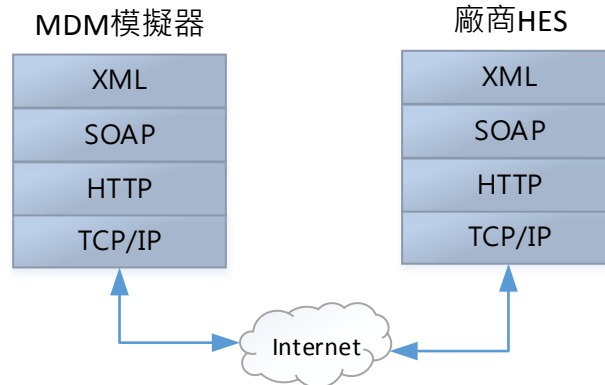 MDM模擬器
XML
SOAP
HTTP
TCP/IP
廠商HES
XML
SOAP
HTTP
TCP/IP
Internet